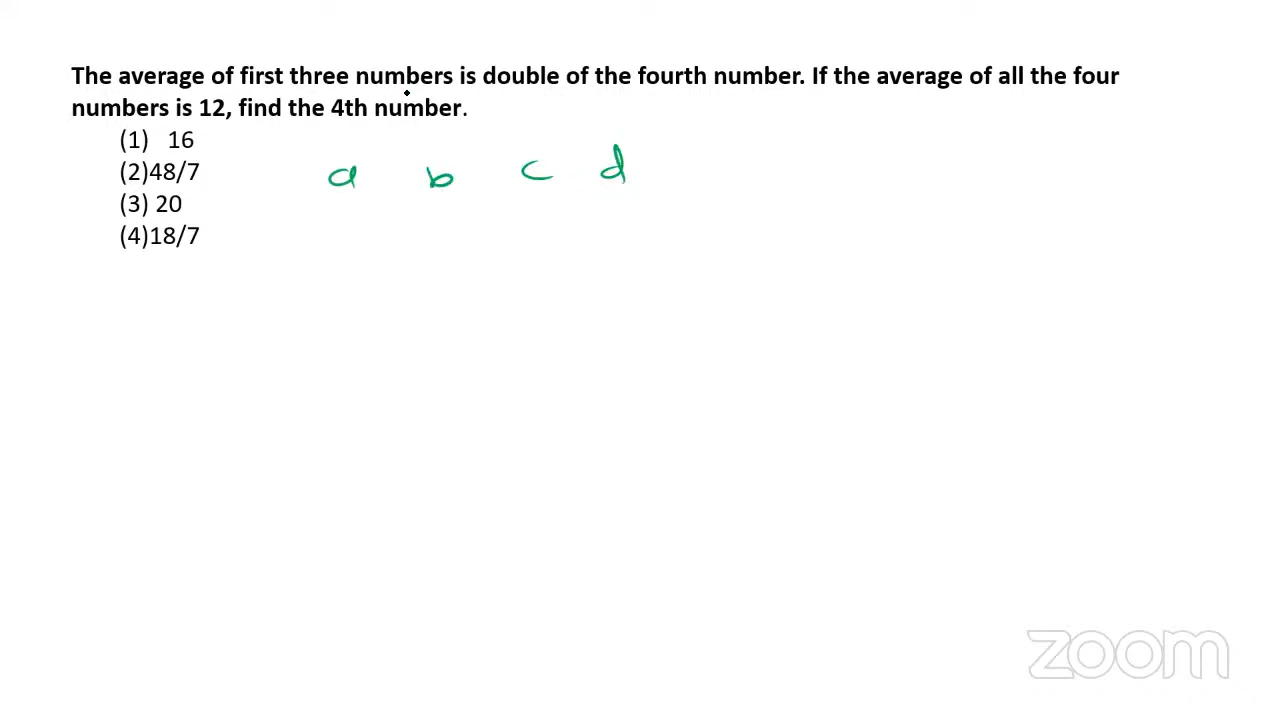 The average of first three numbers is double of the fourth number. If the average of all the four
numbers is 12, find the 4th number.
(1) 16
(2)48/7
(3) 20
(4)18/7
a b c d
zoom